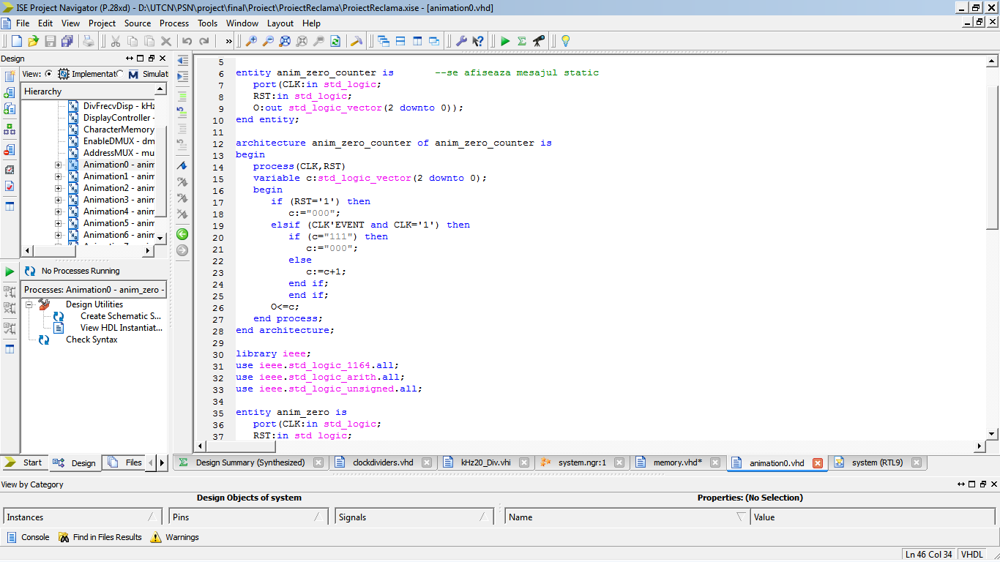 ISE Project Navigator (P.28xd) - D:\UTCN\PSN\project\final\Proiect\ProiectReclama\ProiectReclama.xise - [animation0.vhd]
File Edit View Project Source Process Tools Window Layout Help
Design
View: Implementat Simulat
Hierarchy
DivFrecvDisp - kHz
DisplayController -
CharacterMemory
EnableDMUX - dm
AddressMUX - mu
Animation0 - anim
Animation1 - anim
Animation2 - anim
Animation3 - anim
Animation4 - anim
Animation5 - anim
Animation6 - anim
No Processes Running
Processes: Animation0 - anim_zero -
Design Utilities
Create Schematic S...
View HDL Instantiat...
Check Syntax
Start Design Files
5
6 entity anim_zero_counter is --se afiseaza mesajul static
7 port(CLK:in std_logic;
8 RST:in std_logic;
9 O:out std_logic_vector(2 downto 0));
10 end entity;
11
12 architecture anim_zero_counter of anim_zero_counter is
13 begin
14 process(CLK,RST)
15 variable c:std_logic_vector(2 downto 0);
16 begin
17 if (RST='1') then
18 c:="000";
19 elsif (CLK'EVENT and CLK='1') then
20 if (c="111") then
21 c:="000";
22 else
23 c:=c+1;
24 end if;
25 end if;
26 O<=c;
27 end process;
28 end architecture;
29
30 library ieee;
31 use ieee.std_logic_1164.all;
32 use ieee.std_logic_arith.all;
33 use ieee.std_logic_unsigned.all;
34
35 entity anim_zero is
36 port(CLK:in std_logic;
37 RST:in std_logic;
Design Summary (Synthesized) clockdividers.vhd kHz20_Div.vhi system.ngr:1 memory.vhd* animation0.vhd system (RTL9)
View by Category
Design Objects of system Properties: (No Selection)
Instances Pins Signals Name Value
Console Find in Files Results Warnings
Ln 46 Col 34 VHDL